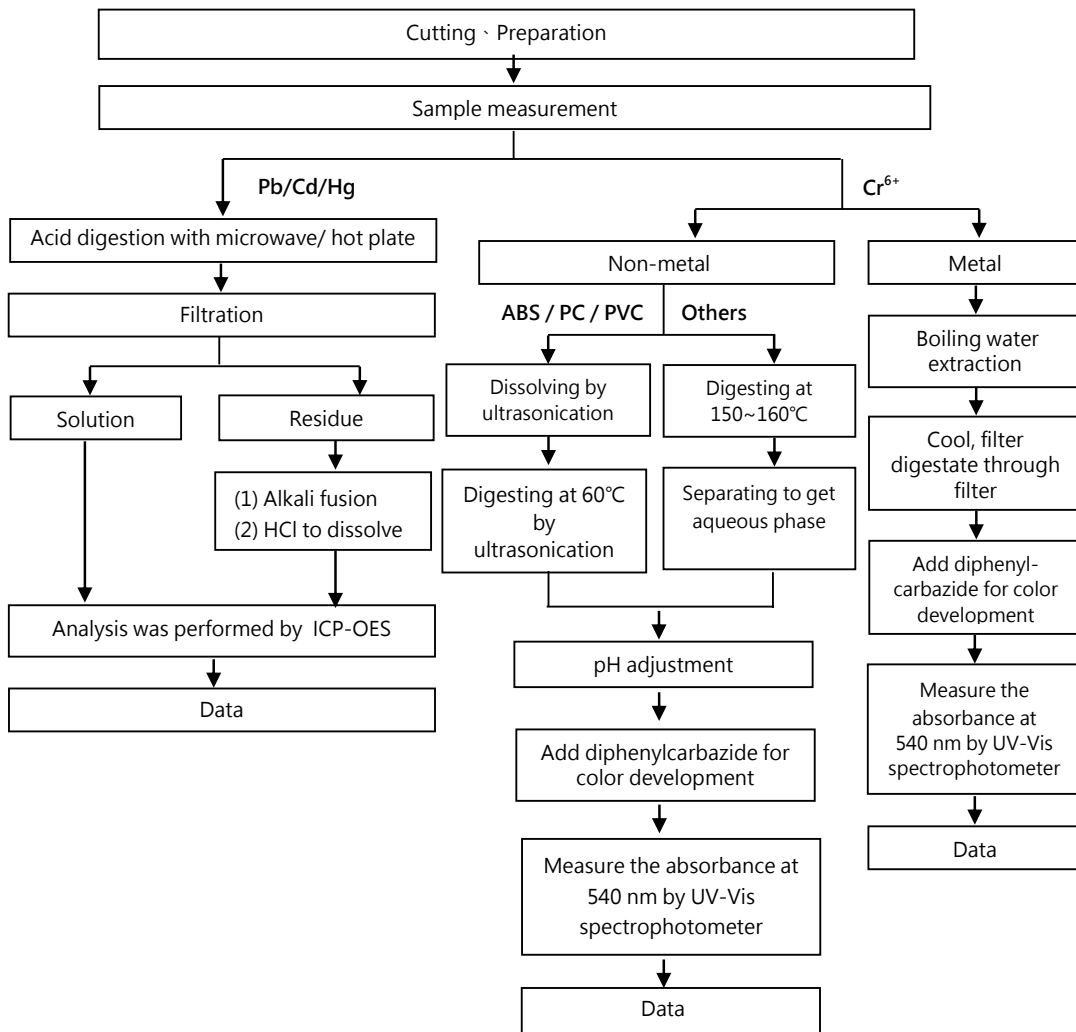 Cutting、Preparation
Sample measurement
Pb/Cd/Hg
Cr⁶⁺
Acid digestion with microwave/ hot plate
Filtration
Solution
Residue
(1) Alkali fusion
(2) HCl to dissolve
Analysis was performed by ICP-OES
Data
Non-metal
ABS / PC / PVC
Others
Dissolving by
ultrasonication
Digesting at
150~160℃
Digesting at 60℃
by
ultrasonication
Separating to get
aqueous phase
pH adjustment
Add diphenylcarbazide for
color development
Measure the absorbance at
540 nm by UV-Vis
spectrophotometer
Data
Metal
Boiling water
extraction
Cool, filter
digestate through
filter
Add diphenyl-
carbazide for color
development
Measure the
absorbance at
540 nm by UV-Vis
spectrophotometer
Data